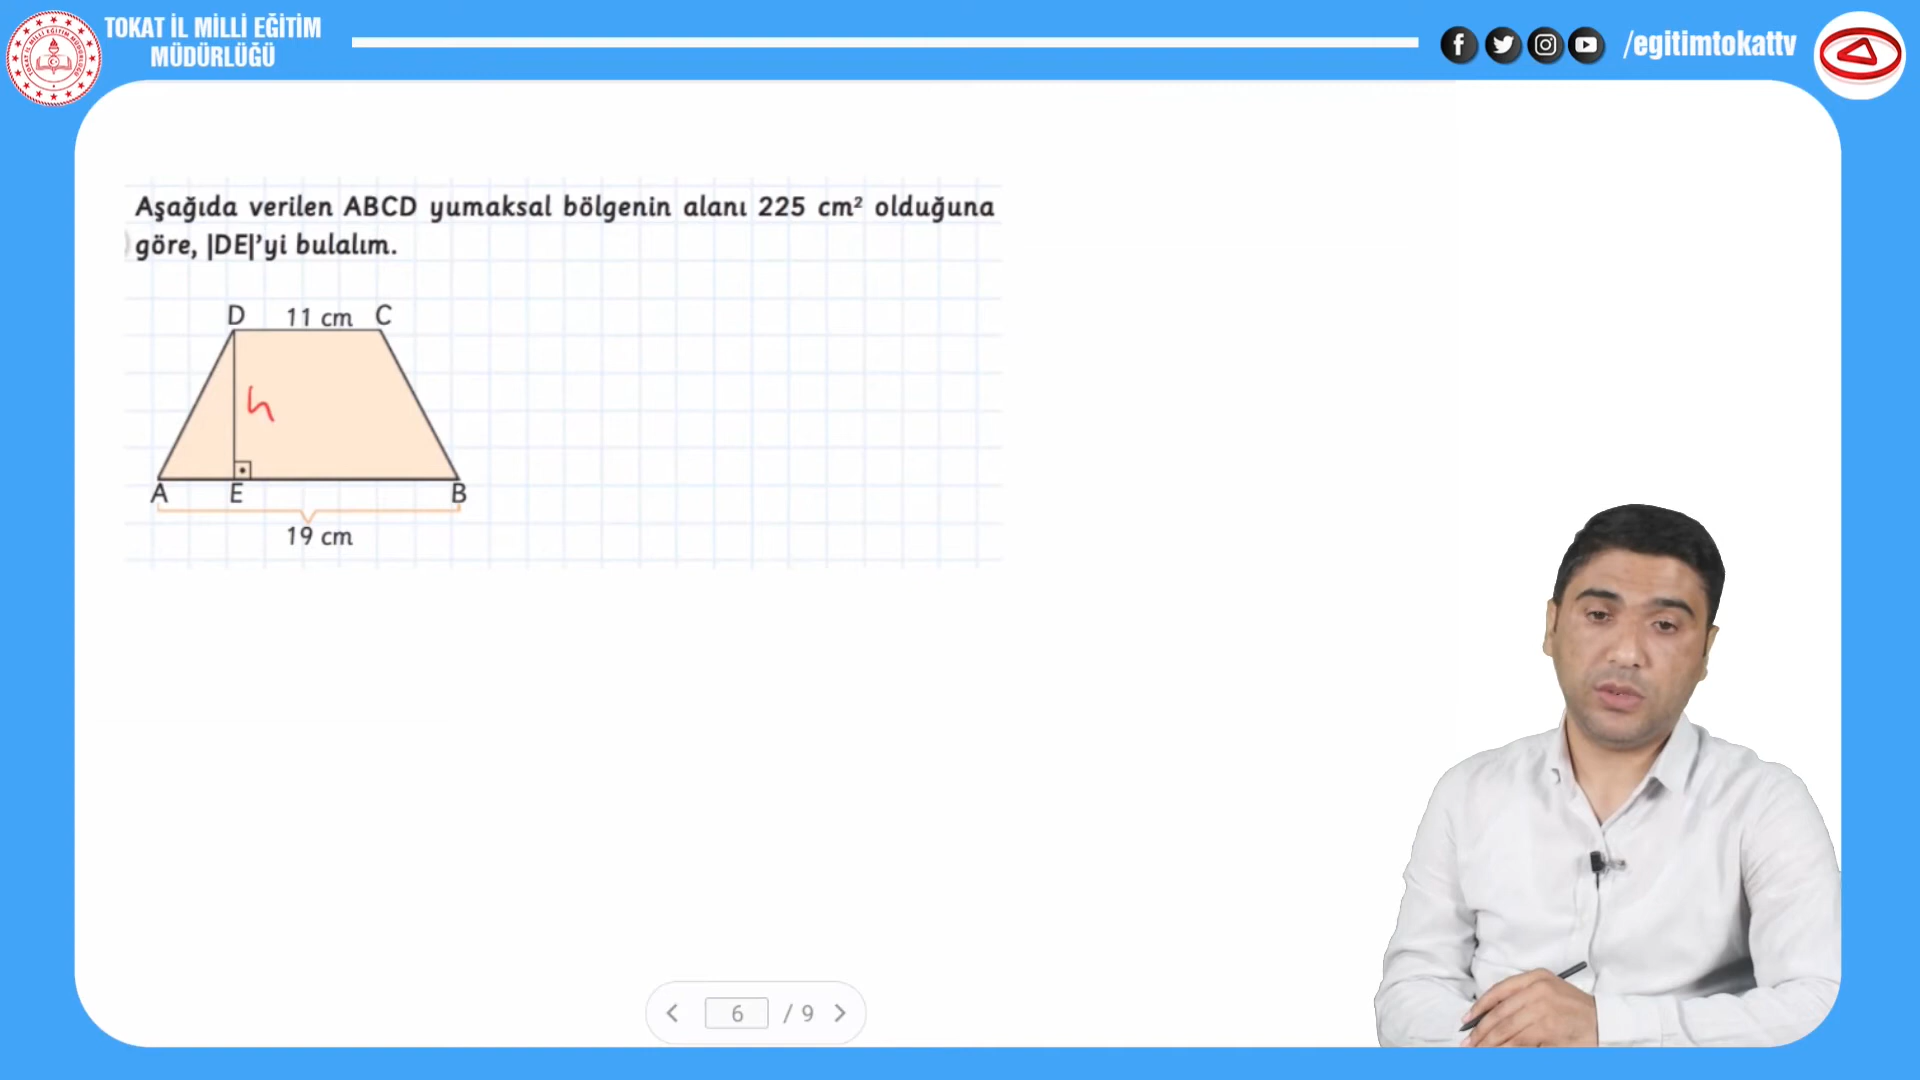 TOKAT İL MİLLİ EĞİTİM
MÜDÜRLÜĞÜ
/egitimtokattv
Aşağıda verilen ABCD yumaksal bölgenin alanı 225 cm² olduğuna
göre, |DE|'yi bulalım.
D 11 cm C
h
A E B
19 cm
6 / 9